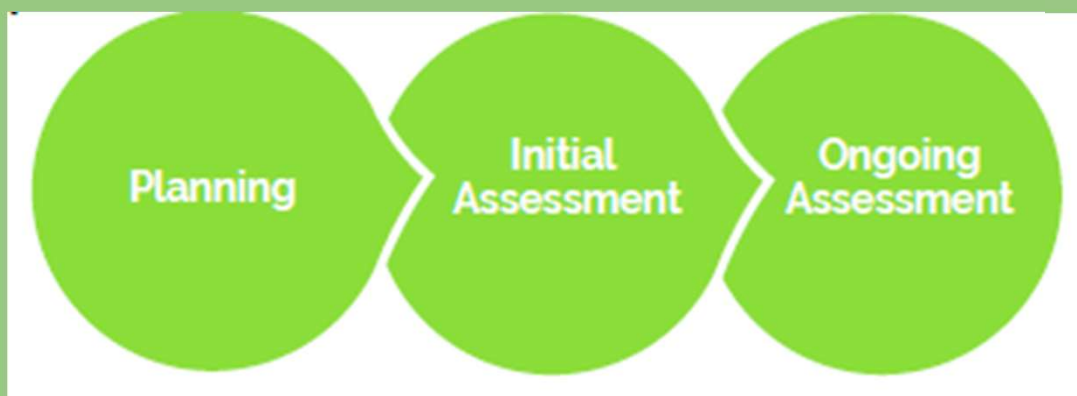 Planning
Initial
Assessment
Ongoing
Assessment